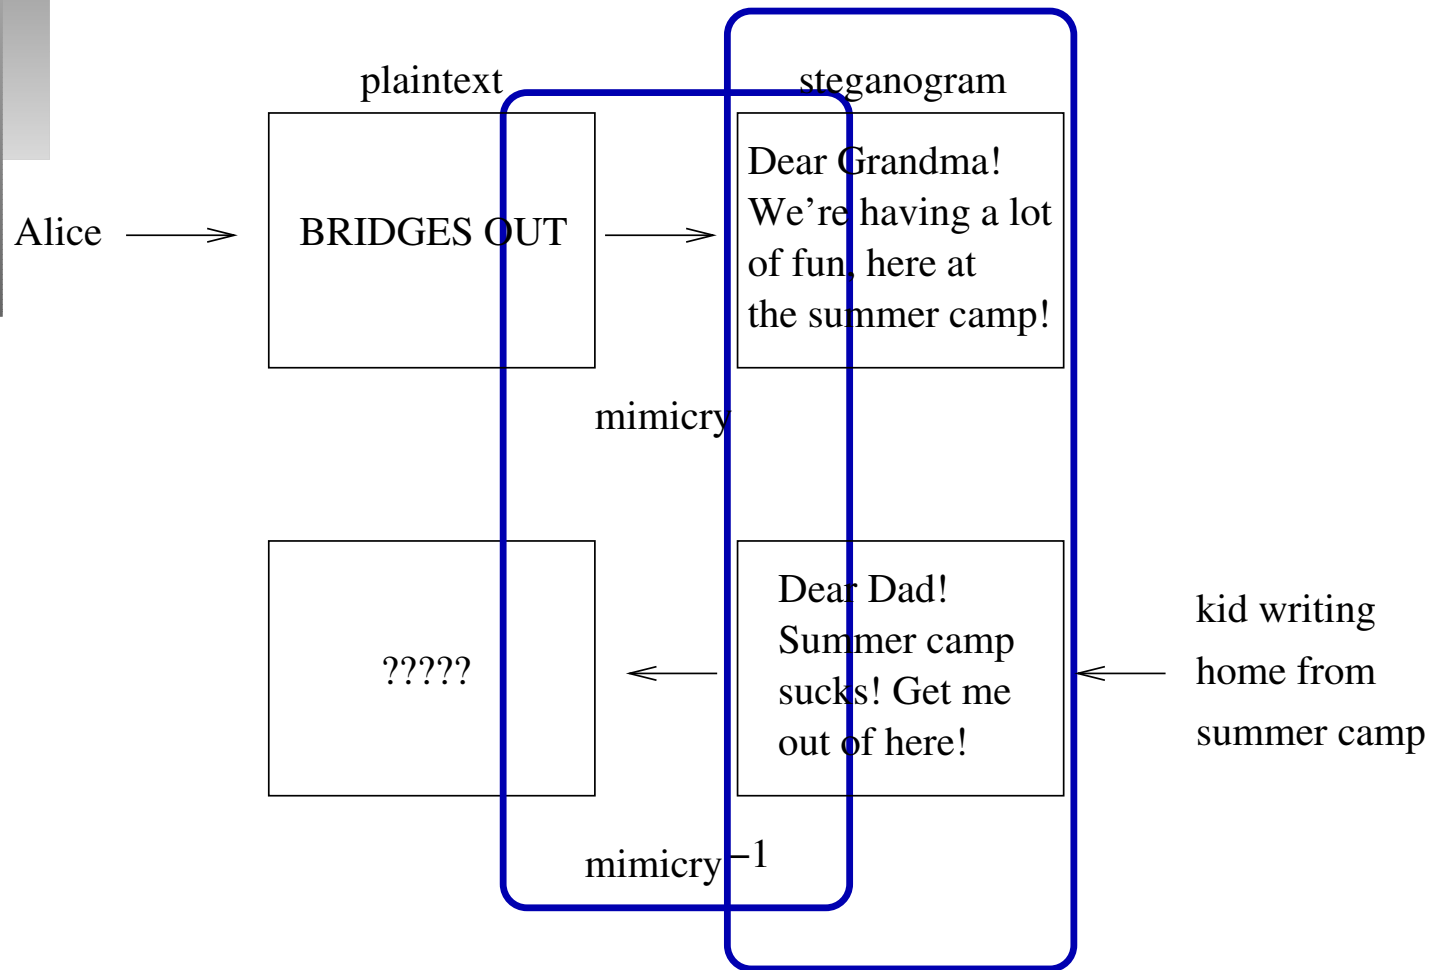 plaintext
steganogram
Alice
BRIDGES OUT
Dear Grandma!
We're having a lot
of fun, here at
the summer camp!
mimicry
?????
Dear Dad!
Summer camp
sucks! Get me
out of here!
kid writing
home from
summer camp
mimicry−1